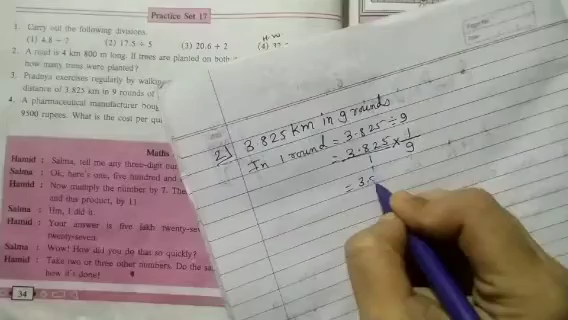 Practice Set 17
1. Carry out the following divisions.
(1) 4.8 ÷ 2 (2) 17.5 ÷ 5 (3) 20.6 ÷ 2 H.W (4) 32
2. A road is 4 km 800 m long. If trees are planted on both
how many trees were planted?
3. Pradnya exercises regularly by walking
distance of 3.825 km in 9 rounds of
4. A pharmaceutical manufacturer boug
9500 rupees. What is the cost per qu
Maths
Hamid : Salma, tell me any three-digit num
Salma : Ok, here's one, five hundred and
Hamid : Now multiply the number by 7. The
and this product, by 11.
Salma : Hm, I did it.
Hamid : Your answer is five lakh twenty-sev
twenty-seven.
Salma : Wow! How did you do that so quickly?
Hamid : Take two or three other numbers. Do the sa
how it's done!
34
2) 3.825 km in 9 rounds
In 1 round = 3.825 ÷ 9
= 3.825/1 × 1/9
= 3.